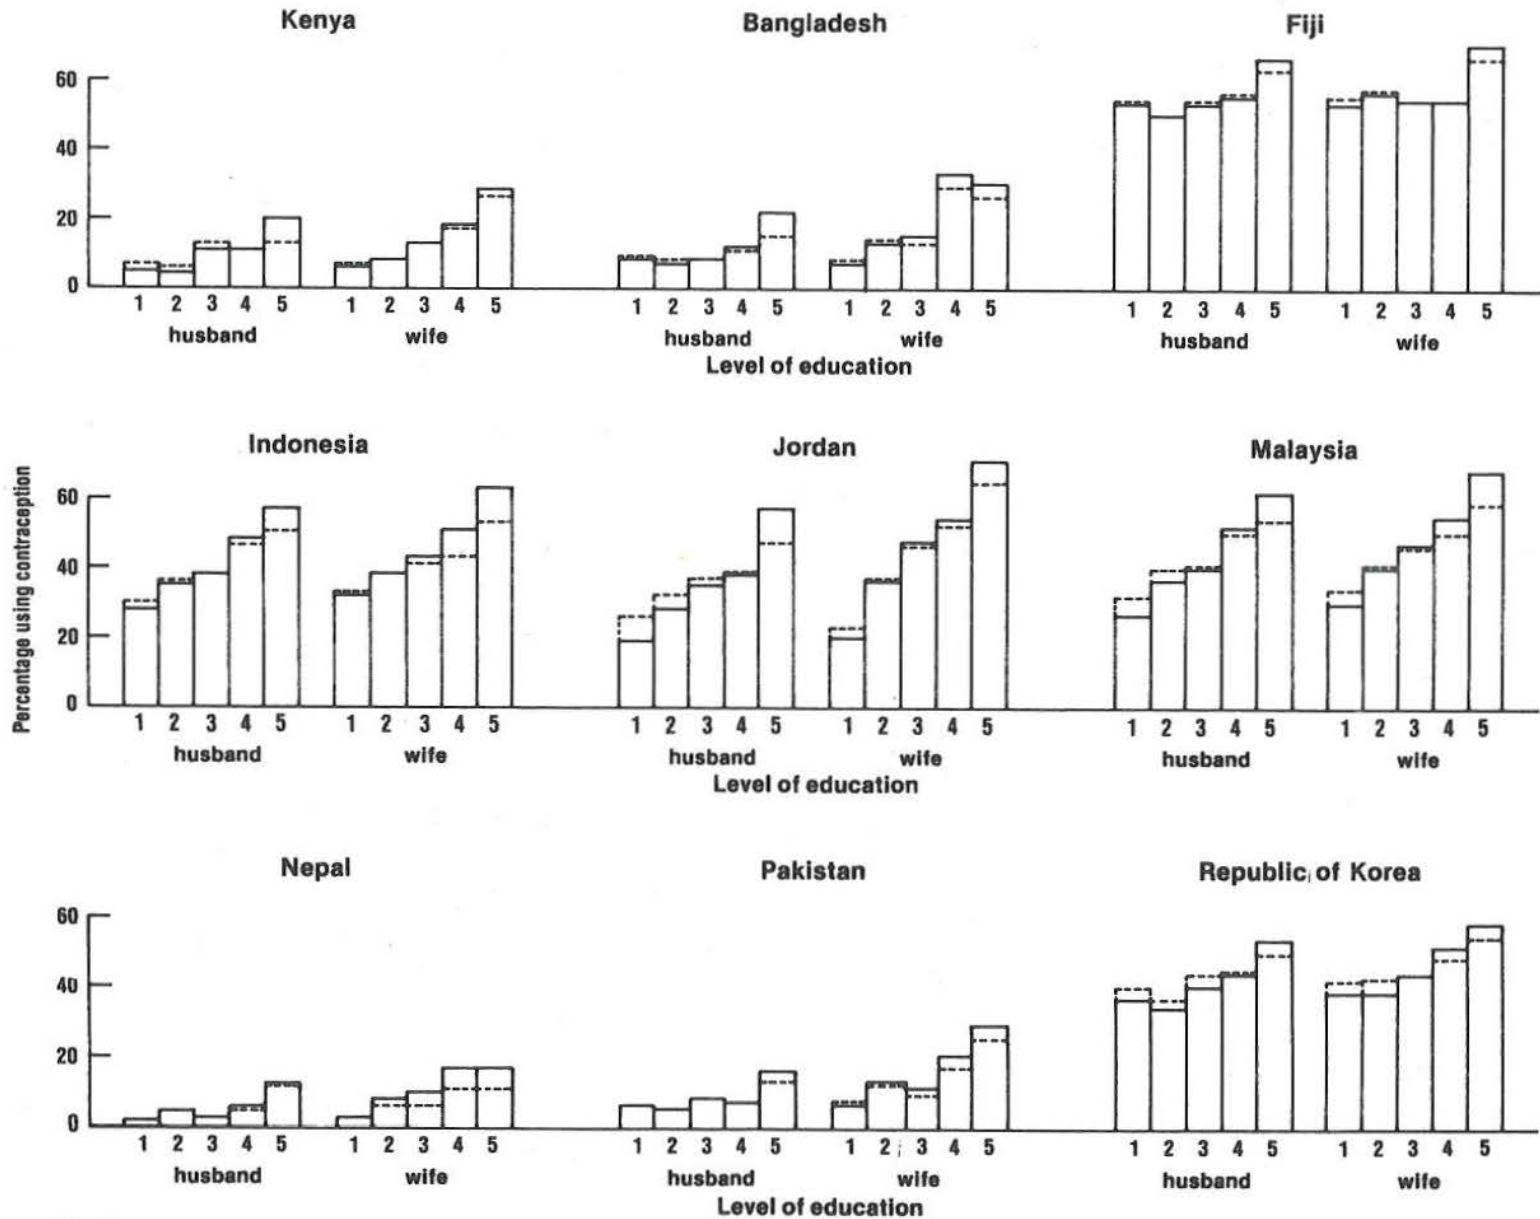 Kenya Bangladesh Fiji
60
40
20
0
1 2 3 4 5 1 2 3 4 5 1 2 3 4 5 1 2 3 4 5 1 2 3 4 5 1 2 3 4 5
husband wife husband wife husband wife
Level of education
Indonesia Jordan Malaysia
Percentage using contraception
60
40
20
0
1 2 3 4 5 1 2 3 4 5 1 2 3 4 5 1 2 3 4 5 1 2 3 4 5 1 2 3 4 5
husband wife husband wife husband wife
Level of education
Nepal Pakistan Republic of Korea
60
40
20
0
1 2 3 4 5 1 2 3 4 5 1 2 3 4 5 1 2 3 4 5 1 2 3 4 5 1 2 3 4 5
husband wife husband wife husband wife
Level of education